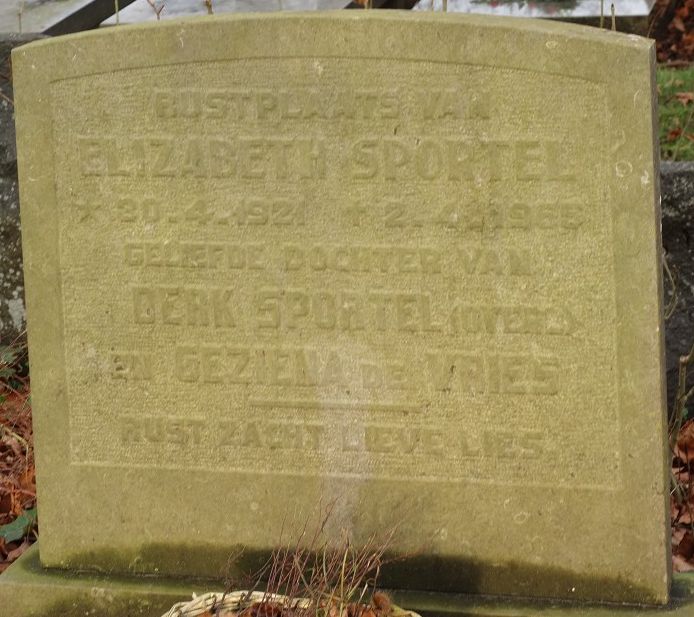 RUSTPLAATS VAN
ELIZABETH SPORTEL
* 30.4.1921 + 2.4.1966
GELIEFDE DOCHTER VAN
DERK SPORTEL (OVERL.)
EN GEZIENA DE VRIES
RUST ZACHT LIEVE LIES.